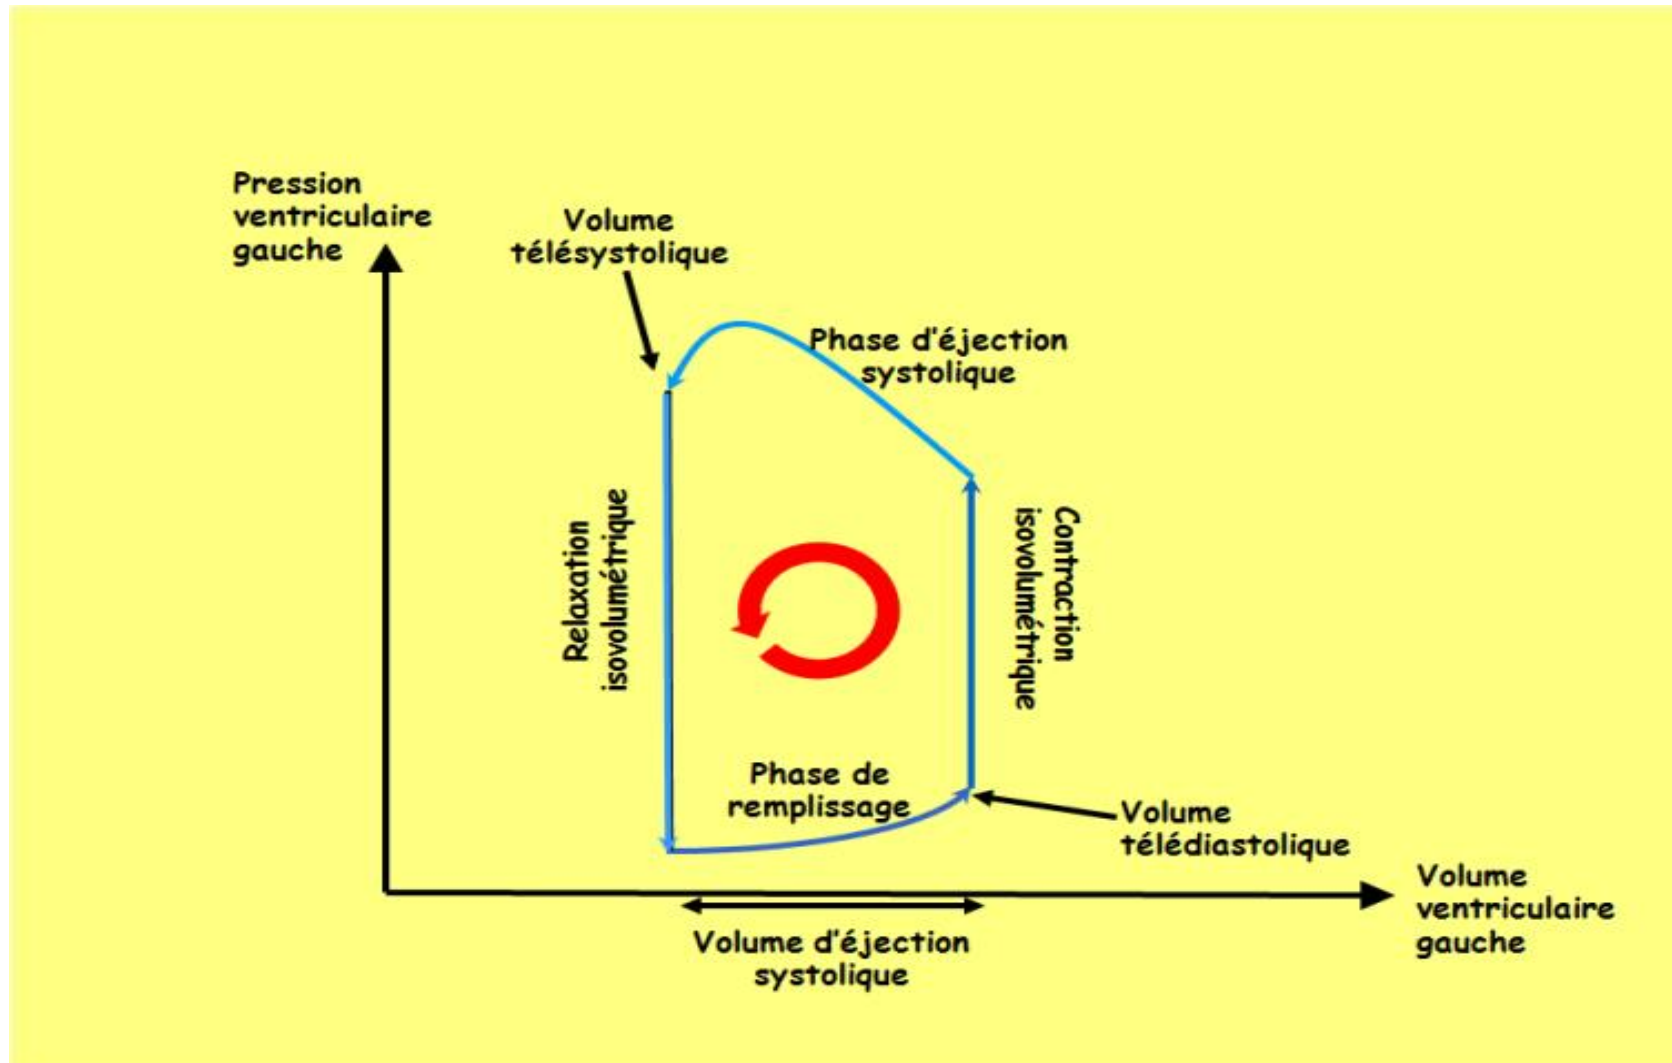 Pression
ventriculaire
gauche
Volume
télésystolique
Phase d'éjection
systolique
Relaxation
isovolumétrique
Contraction
isovolumétrique
Phase de
remplissage
Volume
télédiastolique
Volume
ventriculaire
gauche
Volume d'éjection
systolique